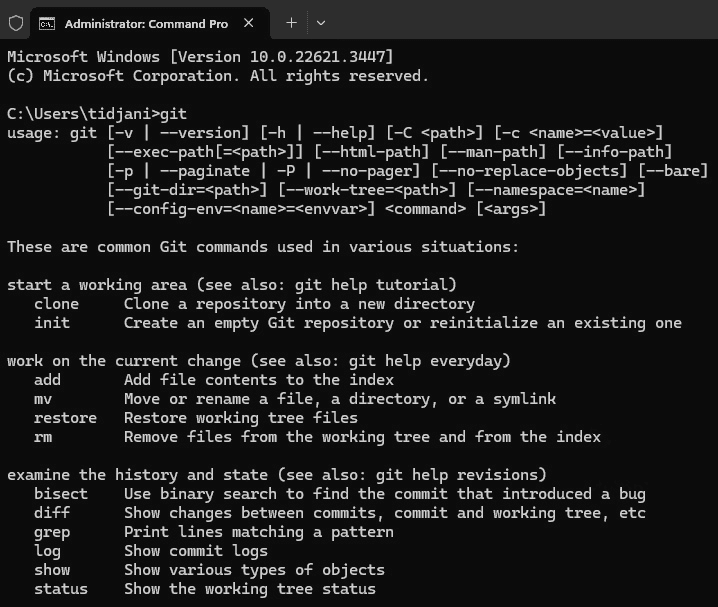 Administrator: Command Pro
Microsoft Windows [Version 10.0.22621.3447]
(c) Microsoft Corporation. All rights reserved.
C:\Users\tidjani>git
usage: git [-v | --version] [-h | --help] [-C <path>] [-c <name>=<value>]
[--exec-path[=<path>]] [--html-path] [--man-path] [--info-path]
[-p | --paginate | -P | --no-pager] [--no-replace-objects] [--bare]
[--git-dir=<path>] [--work-tree=<path>] [--namespace=<name>]
[--config-env=<name>=<envvar>] <command> [<args>]
These are common Git commands used in various situations:
start a working area (see also: git help tutorial)
clone Clone a repository into a new directory
init Create an empty Git repository or reinitialize an existing one
work on the current change (see also: git help everyday)
add Add file contents to the index
mv Move or rename a file, a directory, or a symlink
restore Restore working tree files
rm Remove files from the working tree and from the index
examine the history and state (see also: git help revisions)
bisect Use binary search to find the commit that introduced a bug
diff Show changes between commits, commit and working tree, etc
grep Print lines matching a pattern
log Show commit logs
show Show various types of objects
status Show the working tree status